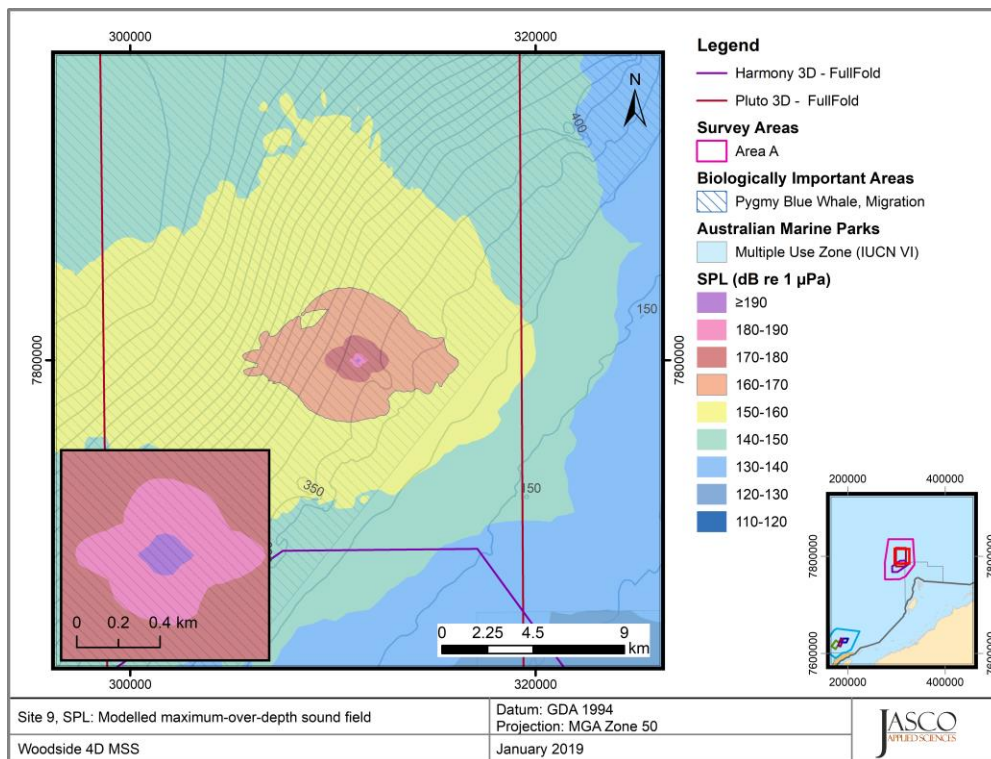 300000
320000
N
400
150
7800000
7800000
350
150
0 0.2 0.4 km
0 2.25 4.5 9
km
300000
320000
Legend
Harmony 3D - FullFold
Pluto 3D - FullFold
Survey Areas
Area A
Biologically Important Areas
Pygmy Blue Whale, Migration
Australian Marine Parks
Multiple Use Zone (IUCN VI)
SPL (dB re 1 µPa)
≥190
180-190
170-180
160-170
150-160
140-150
130-140
120-130
110-120
200000 400000
7800000
7800000
7600000
7600000
200000 400000
Site 9, SPL: Modelled maximum-over-depth sound field
Datum: GDA 1994
Projection: MGA Zone 50
Woodside 4D MSS
January 2019
JASCO
APPLIED SCIENCES